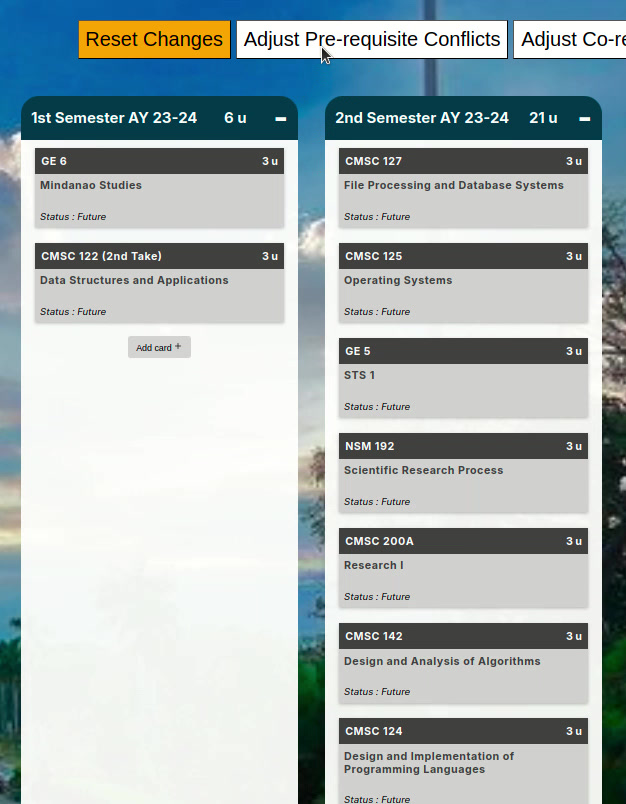 Reset Changes
Adjust Pre-requisite Conflicts
Adjust Co-re
1st Semester AY 23-24 6 u
GE 6 3 u
Mindanao Studies
Status : Future
CMSC 122 (2nd Take) 3 u
Data Structures and Applications
Status : Future
Add card +
2nd Semester AY 23-24 21 u
CMSC 127 3 u
File Processing and Database Systems
Status : Future
CMSC 125 3 u
Operating Systems
Status : Future
GE 5 3 u
STS 1
Status : Future
NSM 192 3 u
Scientific Research Process
Status : Future
CMSC 200A 3 u
Research I
Status : Future
CMSC 142 3 u
Design and Analysis of Algorithms
Status : Future
CMSC 124 3 u
Design and Implementation of
Programming Languages
Status : Future